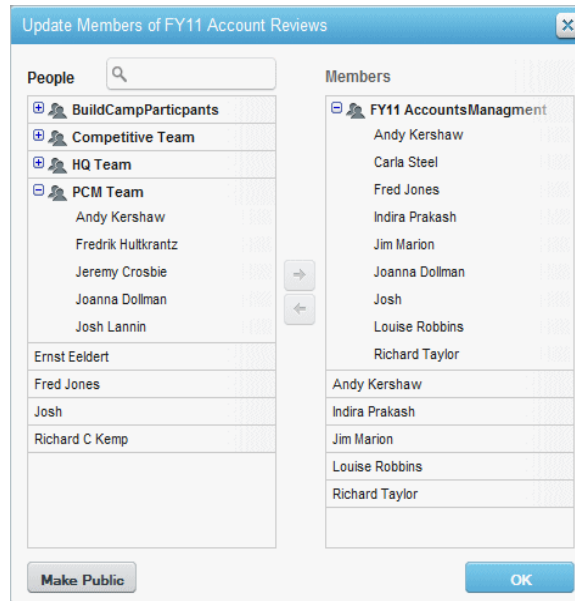 Update Members of FY11 Account Reviews
People
BuildCampParticpants
Competitive Team
HQ Team
PCM Team
Andy Kershaw
Fredrik Hultkrantz
Jeremy Crosbie
Joanna Dollman
Josh Lannin
Ernst Eeldert
Fred Jones
Josh
Richard C Kemp
Members
FY11 AccountsManagment
Andy Kershaw
Carla Steel
Fred Jones
Indira Prakash
Jim Marion
Joanna Dollman
Josh
Louise Robbins
Richard Taylor
Andy Kershaw
Indira Prakash
Jim Marion
Louise Robbins
Richard Taylor
Make Public
OK